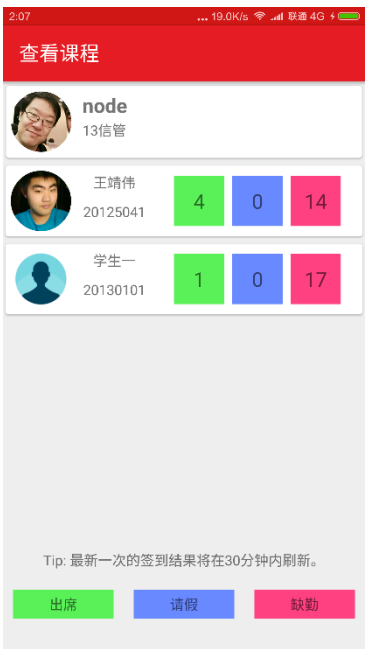 2:07 ... 19.0K/s 联通 4G
查看课程
node
13信管
王靖伟
20125041
4 0 14
学生一
20130101
1 0 17
Tip: 最新一次的签到结果将在30分钟内刷新。
出席 请假 缺勤